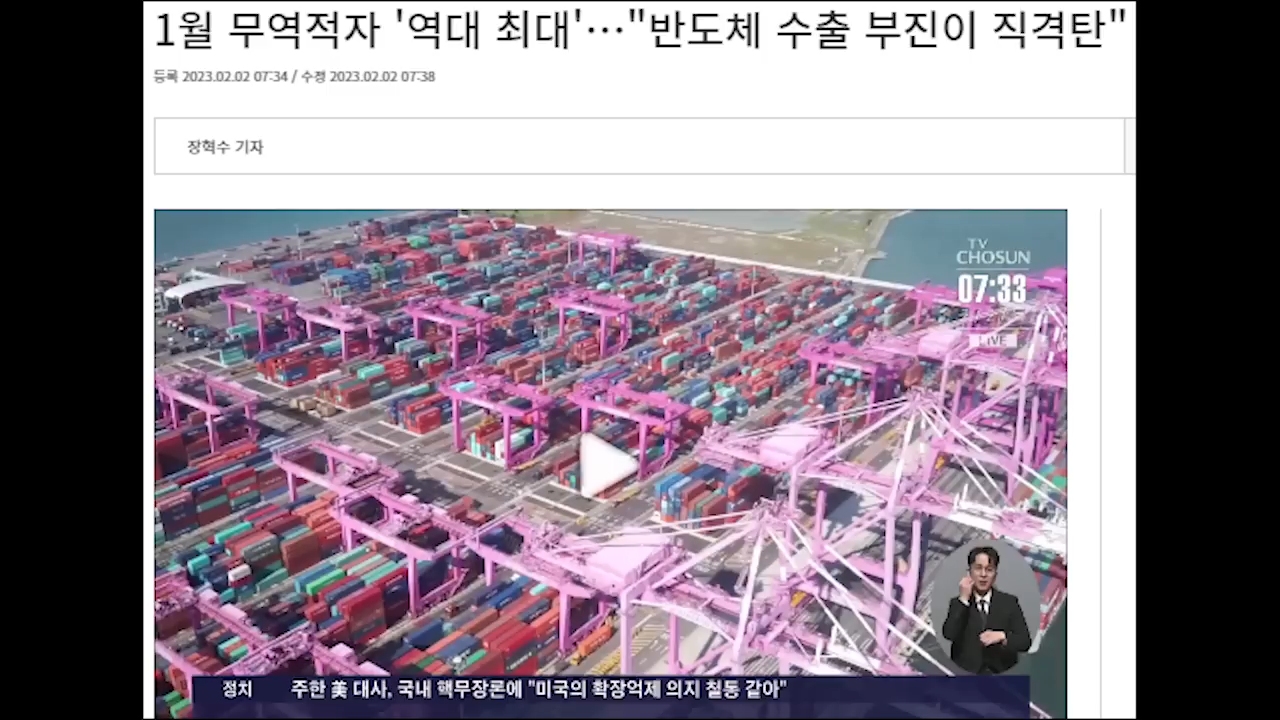 1월 무역적자 '역대 최대'…"반도체 수출 부진이 직격탄"
등록 2023.02.02 07:34 / 수정 2023.02.02 07:38
장혁수 기자
TV
CHOSUN
07:33
LIVE
정치 주한 美 대사, 국내 핵무장론에 "미국의 확장억제 의지 철통 같아"